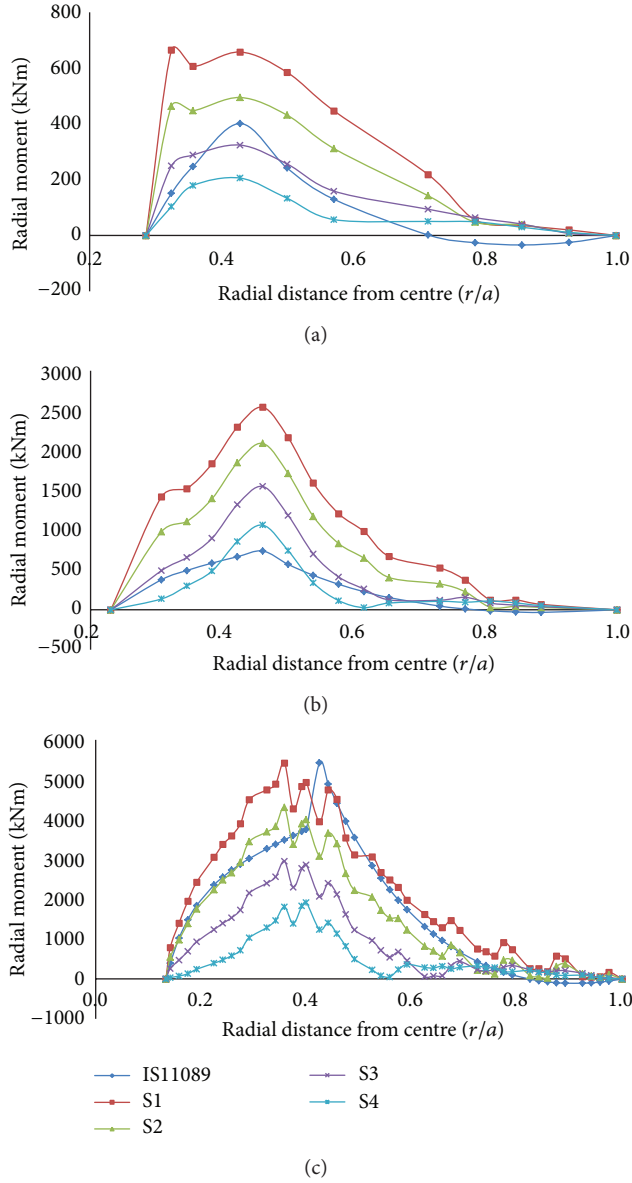 800
600
400
200
0
−200
Radial moment (kNm)
0.2
0.4
0.6
0.8
1.0
Radial distance from centre (r/a)
(a)
3000
2500
2000
1500
1000
500
0
−500
Radial moment (kNm)
0.2
0.4
0.6
0.8
1.0
Radial distance from centre (r/a)
(b)
6000
5000
4000
3000
2000
1000
0
−1000
Radial moment (kNm)
0.0
0.2
0.4
0.6
0.8
1.0
Radial distance from centre (r/a)
IS11089
S1
S2
S3
S4
(c)